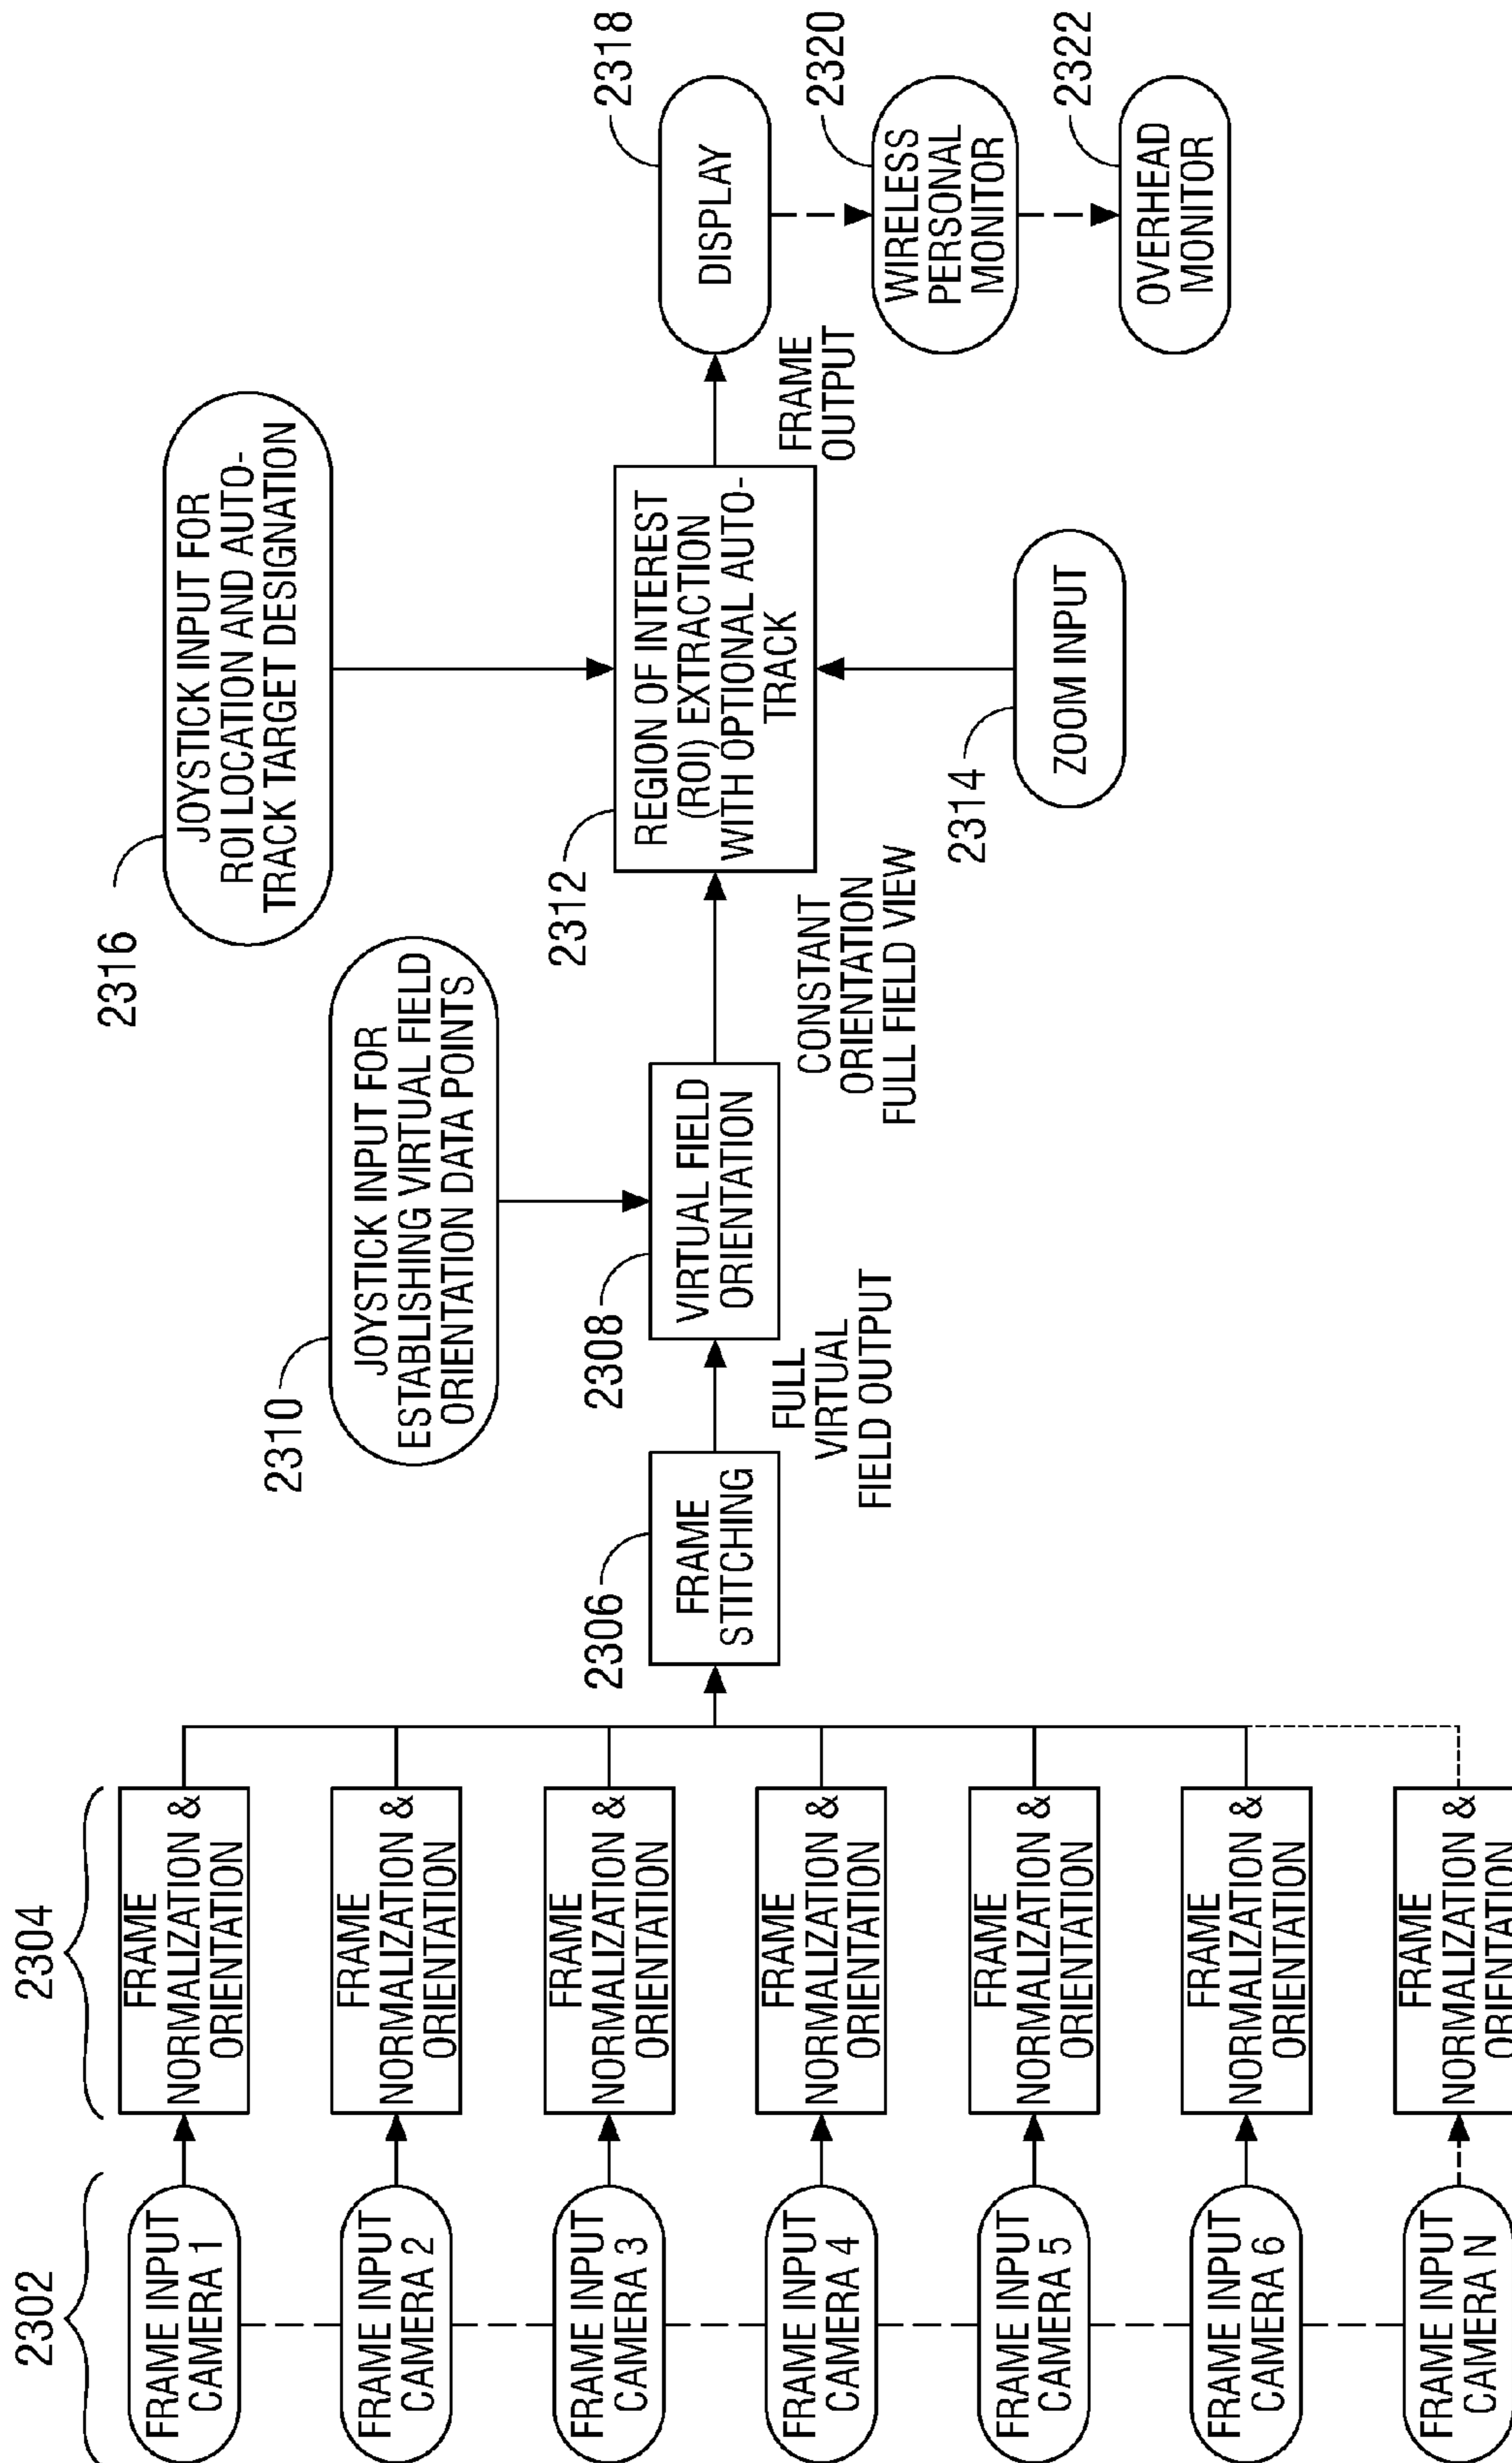 2302
FRAME INPUT
CAMERA 1
FRAME INPUT
CAMERA 2
FRAME INPUT
CAMERA 3
FRAME INPUT
CAMERA 4
FRAME INPUT
CAMERA 5
FRAME INPUT
CAMERA 6
FRAME INPUT
CAMERA N
2304
FRAME
NORMALIZATION &
ORIENTATION
FRAME
NORMALIZATION &
ORIENTATION
FRAME
NORMALIZATION &
ORIENTATION
FRAME
NORMALIZATION &
ORIENTATION
FRAME
NORMALIZATION &
ORIENTATION
FRAME
NORMALIZATION &
ORIENTATION
FRAME
NORMALIZATION &
ORIENTATION
2306
FRAME
STITCHING
FULL
VIRTUAL
FIELD OUTPUT
2310
JOYSTICK INPUT FOR
ESTABLISHING VIRTUAL FIELD
ORIENTATION DATA POINTS
2308
VIRTUAL FIELD
ORIENTATION
CONSTANT
ORIENTATION
FULL FIELD VIEW
2316
JOYSTICK INPUT FOR
ROI LOCATION AND AUTO-
TRACK TARGET DESIGNATION
2312
REGION OF INTEREST
(ROI) EXTRACTION
WITH OPTIONAL AUTO-
TRACK
2314
ZOOM INPUT
FRAME
OUTPUT
2318
DISPLAY
2320
WIRELESS
PERSONAL
MONITOR
2322
OVERHEAD
MONITOR